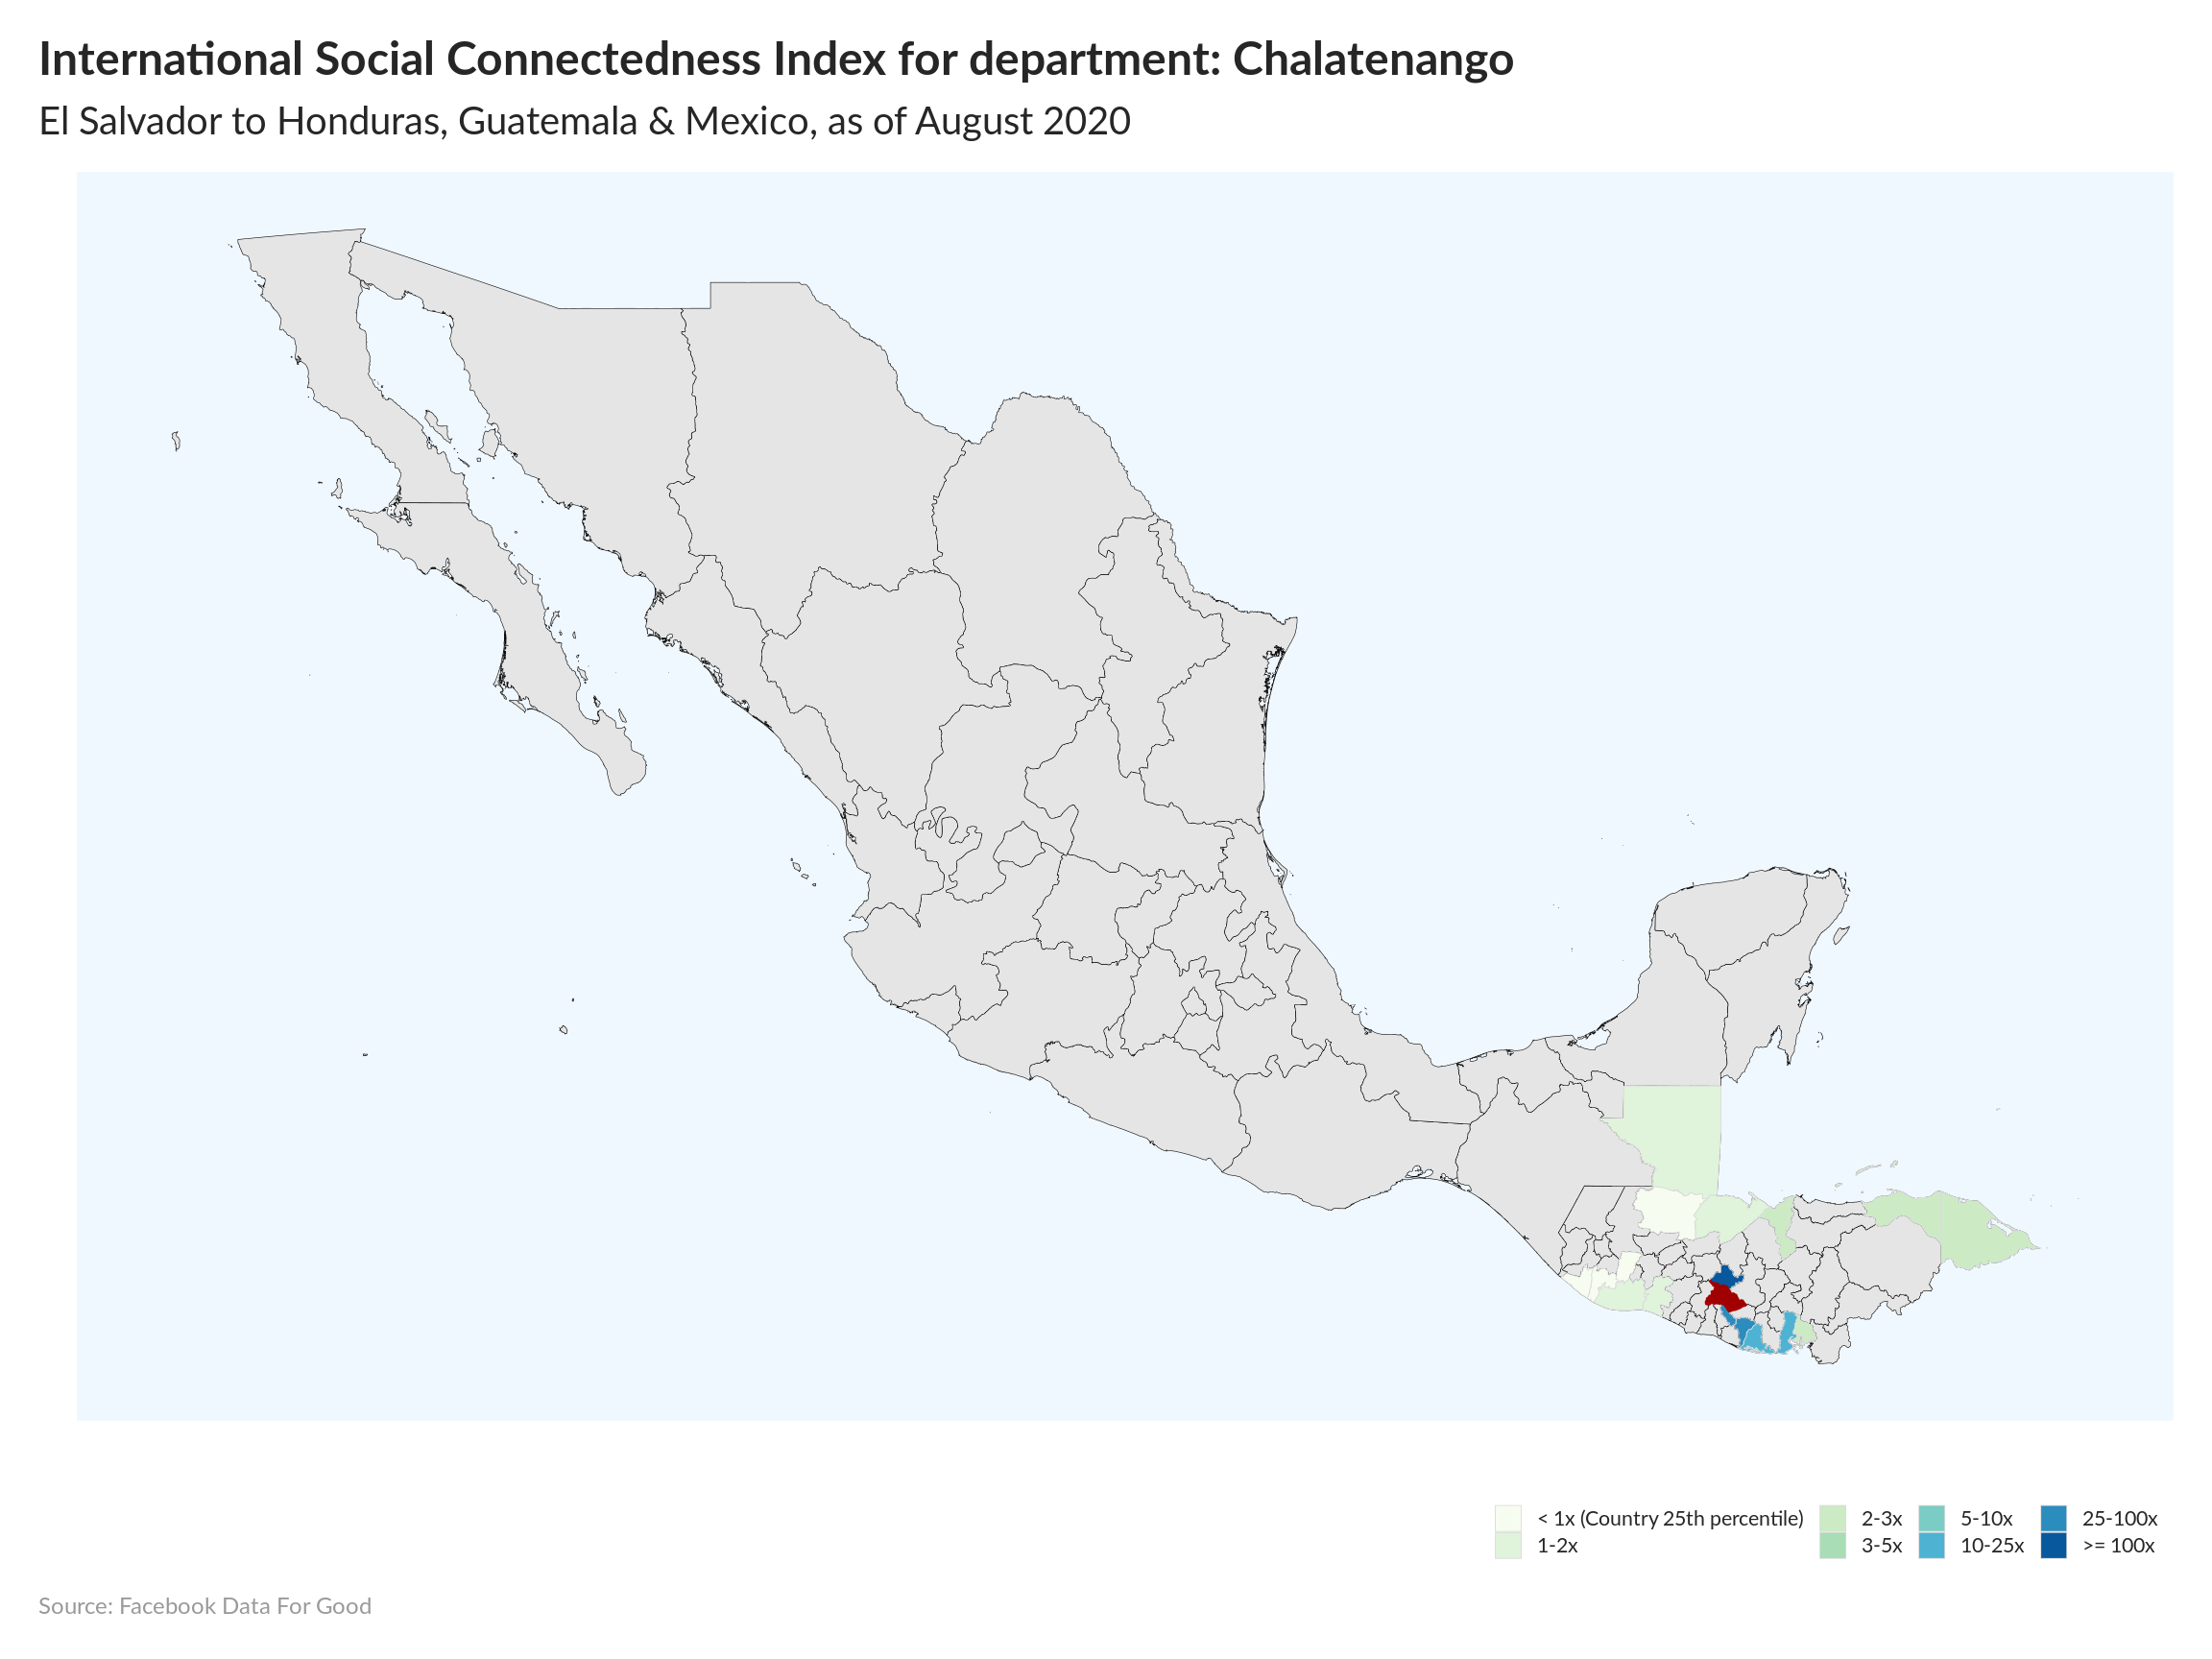 International Social Connectedness Index for department: Chalatenango
El Salvador to Honduras, Guatemala & Mexico, as of August 2020
< 1x (Country 25th percentile)
1-2x
2-3x
3-5x
5-10x
10-25x
25-100x
>= 100x
Source: Facebook Data For Good